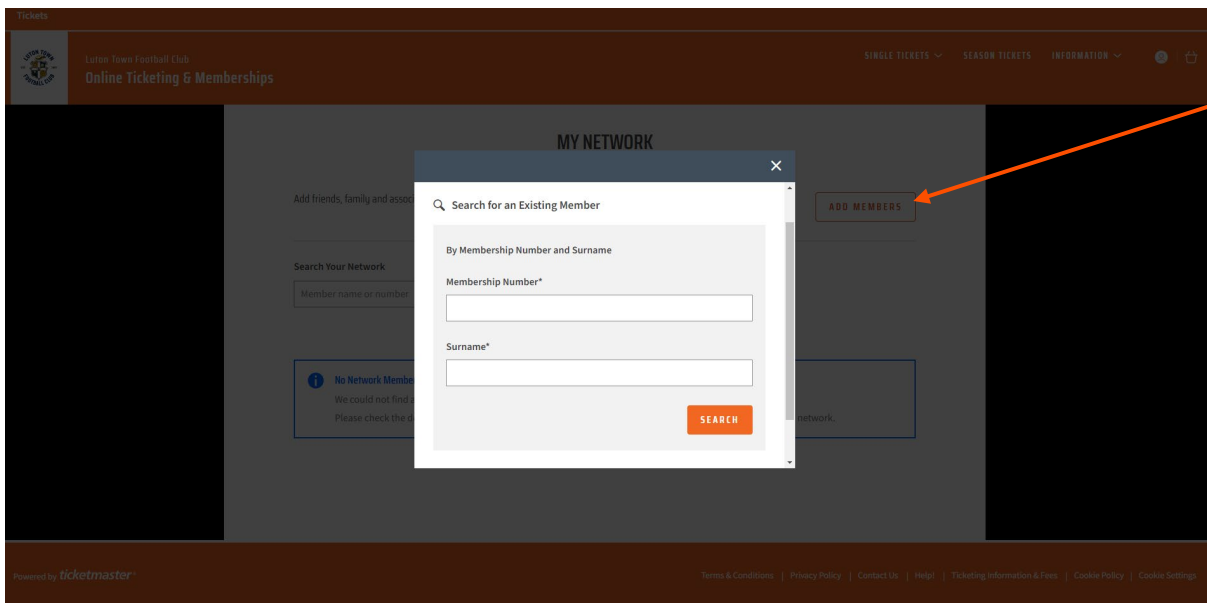 Tickets
Luton Town Football Club
Online Ticketing & Memberships
SINGLE TICKETS
SEASON TICKETS
INFORMATION
MY NETWORK
Add friends, family and assoc
ADD MEMBERS
Search for an Existing Member
By Membership Number and Surname
Membership Number*
Surname*
SEARCH
Search Your Network
Member name or number
No Network Membe
We could not find a
Please check the d
network.
Powered by ticketmaster
Terms & Conditions | Privacy Policy | Contact Us | Help! | Ticketing Information & Fees | Cookie Policy | Cookie Settings